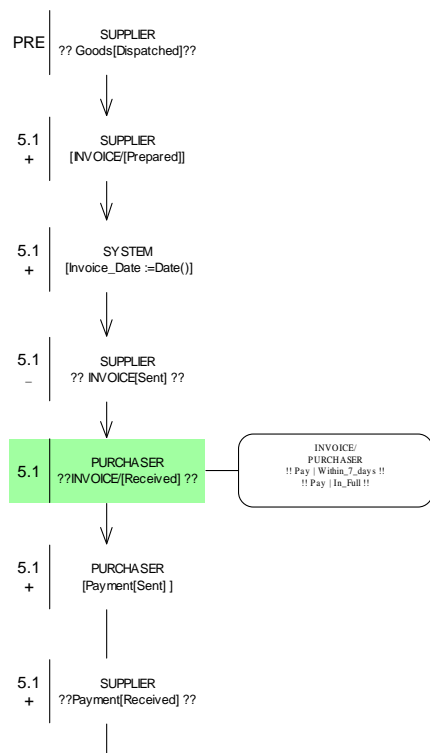 PRE
SUPPLIER
?? Goods[Dispatched]??
5.1
+
SUPPLIER
[INVOICE/[Prepared]]
5.1
+
SYSTEM
[Invoice_Date :=Date()]
5.1
–
SUPPLIER
?? INVOICE[Sent] ??
5.1
PURCHASER
??INVOICE/[Received] ??
INVOICE/
PURCHASER
!! Pay | Within_7_days !!
!! Pay | In_Full !!
5.1
+
PURCHASER
[Payment[Sent] ]
5.1
+
SUPPLIER
??Payment[Received] ??